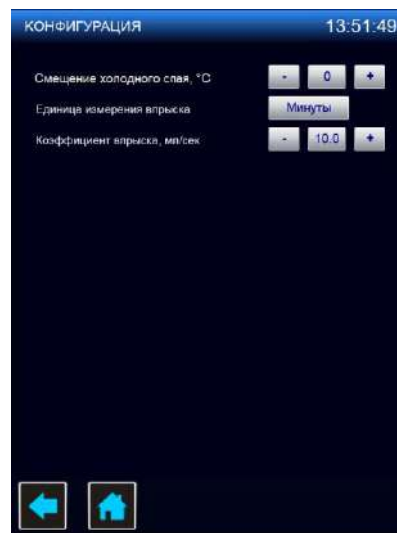 КОНФИГУРАЦИЯ 13:51:49
Смещение холодного спая, °C - 0 +
Единица измерения впрыска Минуты
Коэффициент впрыска, мл/сек - 10.0 +